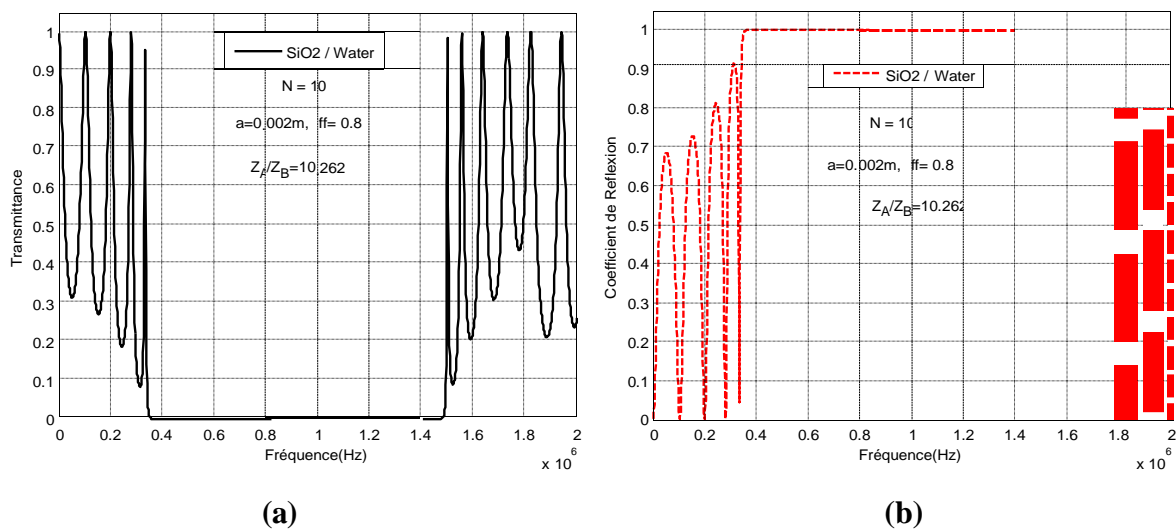 1
0.9
0.8
0.7
0.6
0.5
0.4
0.3
0.2
0.1
0
Transmittance
SiO2 / Water
N = 10
a=0.002m, ff= 0.8
Z_A/Z_B=10.262
0 0.2 0.4 0.6 0.8 1 1.2 1.4 1.6 1.8 2
Fréquence(Hz)
x 10^6
(a)
1
0.9
0.8
0.7
0.6
0.5
0.4
0.3
0.2
0.1
0
Coefficient de Reflexion
SiO2 / Water
N = 10
a=0.002m, ff= 0.8
Z_A/Z_B=10.262
0 0.2 0.4 0.6 0.8 1 1.2 1.4 1.6 1.8 2
Fréquence(Hz)
x 10^6
(b)